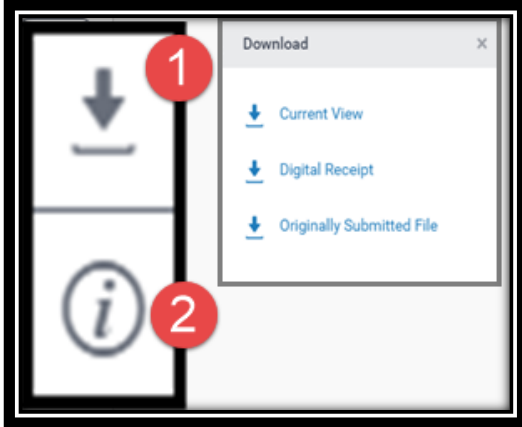 1
Download ×
Current View
Digital Receipt
Originally Submitted File
i
2